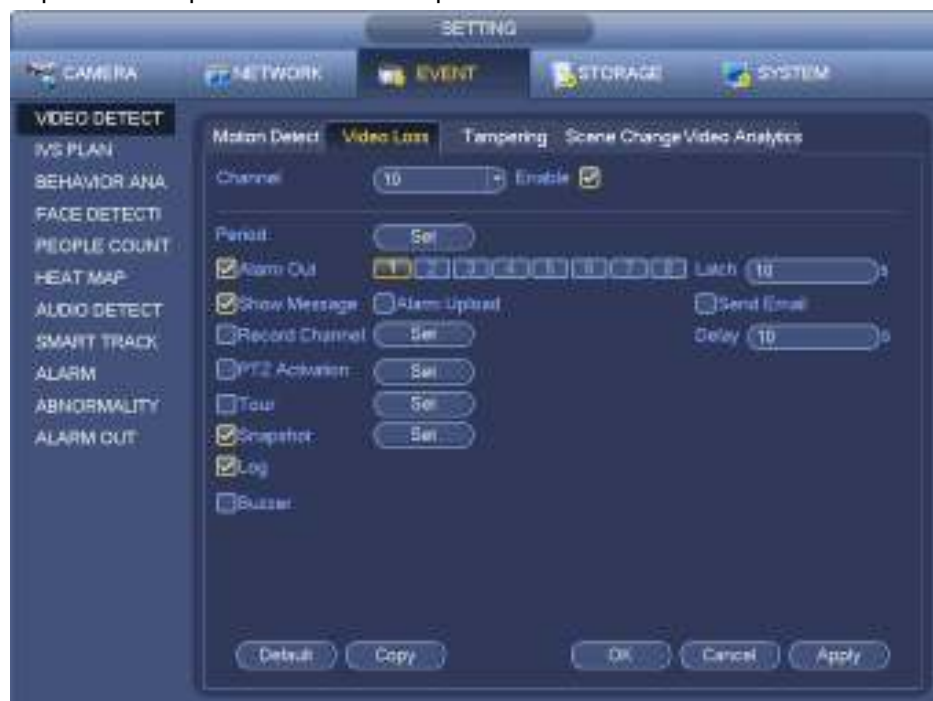 SETTING
CAMERA NETWORK EVENT STORAGE SYSTEM
VIDEO DETECT
IVS PLAN
BEHAVIOR ANA
FACE DETECTI
PEOPLE COUNT
HEAT MAP
AUDIO DETECT
SMART TRACK
ALARM
ABNORMALITY
ALARM OUT
Motion Detect Video Loss Tampering Scene Change Video Analytics
Channel 10 Enable
Period Set
Alarm Out 1 2 3 4 5 6 7 8 Latch 10 s
Show Message Alarm Upload Send Email
Record Channel Set Delay 10 s
PTZ Activation Set
Tour Set
Snapshot Set
Log
Buzzer
Default Copy OK Cancel Apply